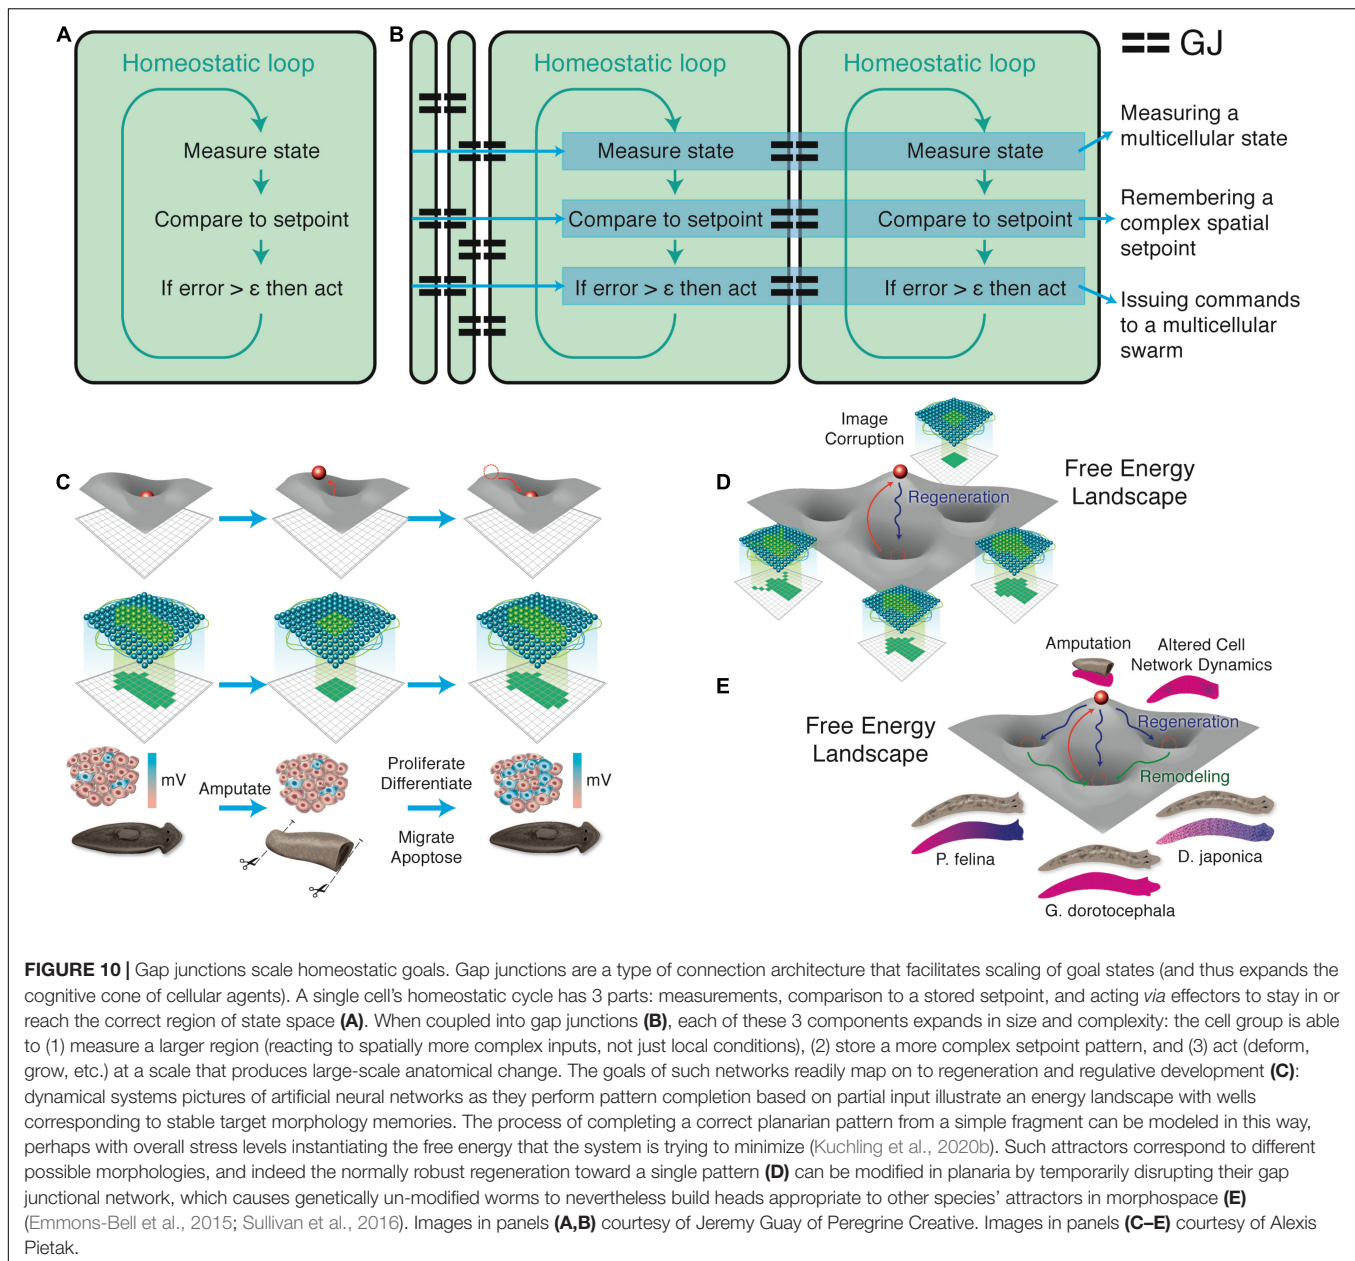 A
Homeostatic loop
Measure state
Compare to setpoint
If error > ε then act
B
Homeostatic loop
Measure state
Compare to setpoint
If error > ε then act
Homeostatic loop
Measure state
Compare to setpoint
If error > ε then act
GJ
Measuring a
multicellular state
Remembering a
complex spatial
setpoint
Issuing commands
to a multicellular
swarm
C
mV
Amputate
Proliferate
Differentiate
Migrate
Apoptose
mV
D
Image
Corruption
Regeneration
Free Energy
Landscape
E
Amputation
Altered Cell
Network Dynamics
Free Energy
Landscape
Regeneration
Remodeling
P. felina
D. japonica
G. dorotocephala
FIGURE 10 | Gap junctions scale homeostatic goals. Gap junctions are a type of connection architecture that facilitates scaling of goal states (and thus expands the
cognitive cone of cellular agents). A single cell's homeostatic cycle has 3 parts: measurements, comparison to a stored setpoint, and acting via effectors to stay in or
reach the correct region of state space (A). When coupled into gap junctions (B), each of these 3 components expands in size and complexity: the cell group is able
to (1) measure a larger region (reacting to spatially more complex inputs, not just local conditions), (2) store a more complex setpoint pattern, and (3) act (deform,
grow, etc.) at a scale that produces large-scale anatomical change. The goals of such networks readily map on to regeneration and regulative development (C):
dynamical systems pictures of artificial neural networks as they perform pattern completion based on partial input illustrate an energy landscape with wells
corresponding to stable target morphology memories. The process of completing a correct planarian pattern from a simple fragment can be modeled in this way,
perhaps with overall stress levels instantiating the free energy that the system is trying to minimize (Kuchling et al., 2020b). Such attractors correspond to different
possible morphologies, and indeed the normally robust regeneration toward a single pattern (D) can be modified in planaria by temporarily disrupting their gap
junctional network, which causes genetically un-modified worms to nevertheless build heads appropriate to other species' attractors in morphospace (E)
(Emmons-Bell et al., 2015; Sullivan et al., 2016). Images in panels (A,B) courtesy of Jeremy Guay of Peregrine Creative. Images in panels (C–E) courtesy of Alexis
Pietak.